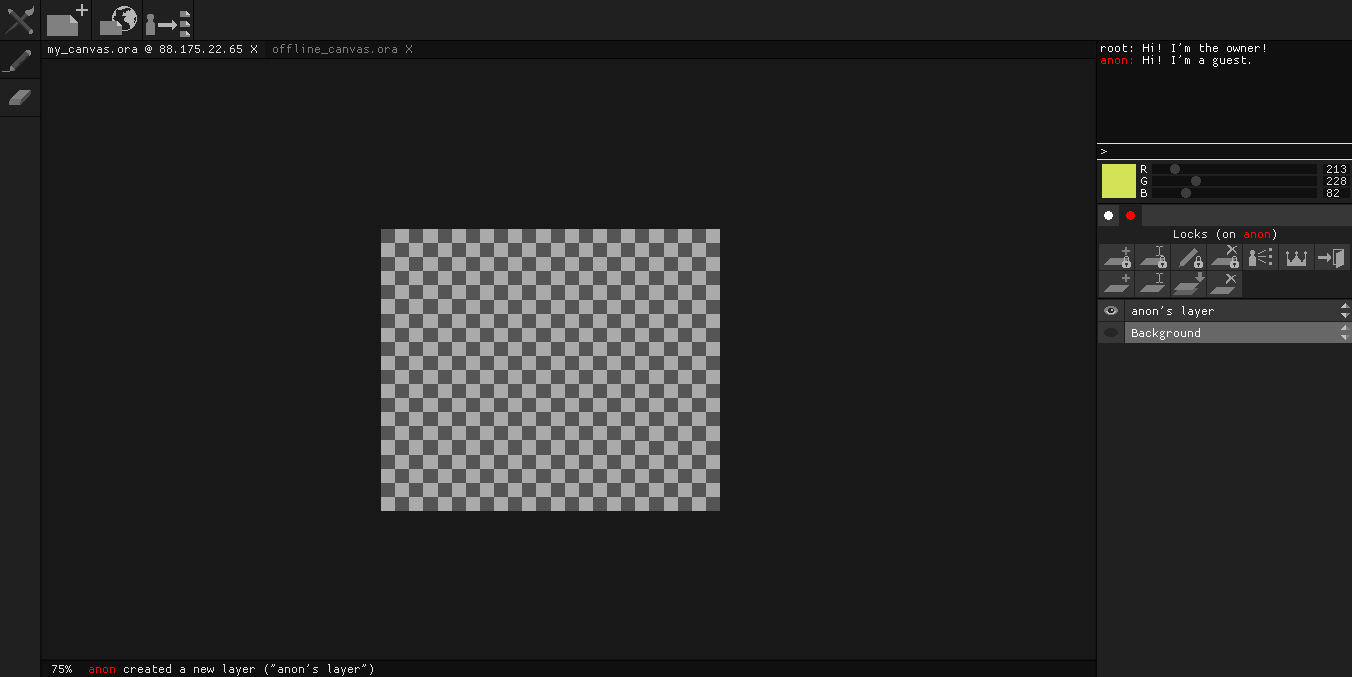 my_canvas.ora @ 88.175.22.65 X
offline_canvas.ora X
root: Hi! I'm the owner!
anon: Hi! I'm a guest.
>
R 213
G 228
B 82
Locks (on anon)
anon's layer
Background
75% anon created a new layer ("anon's layer")